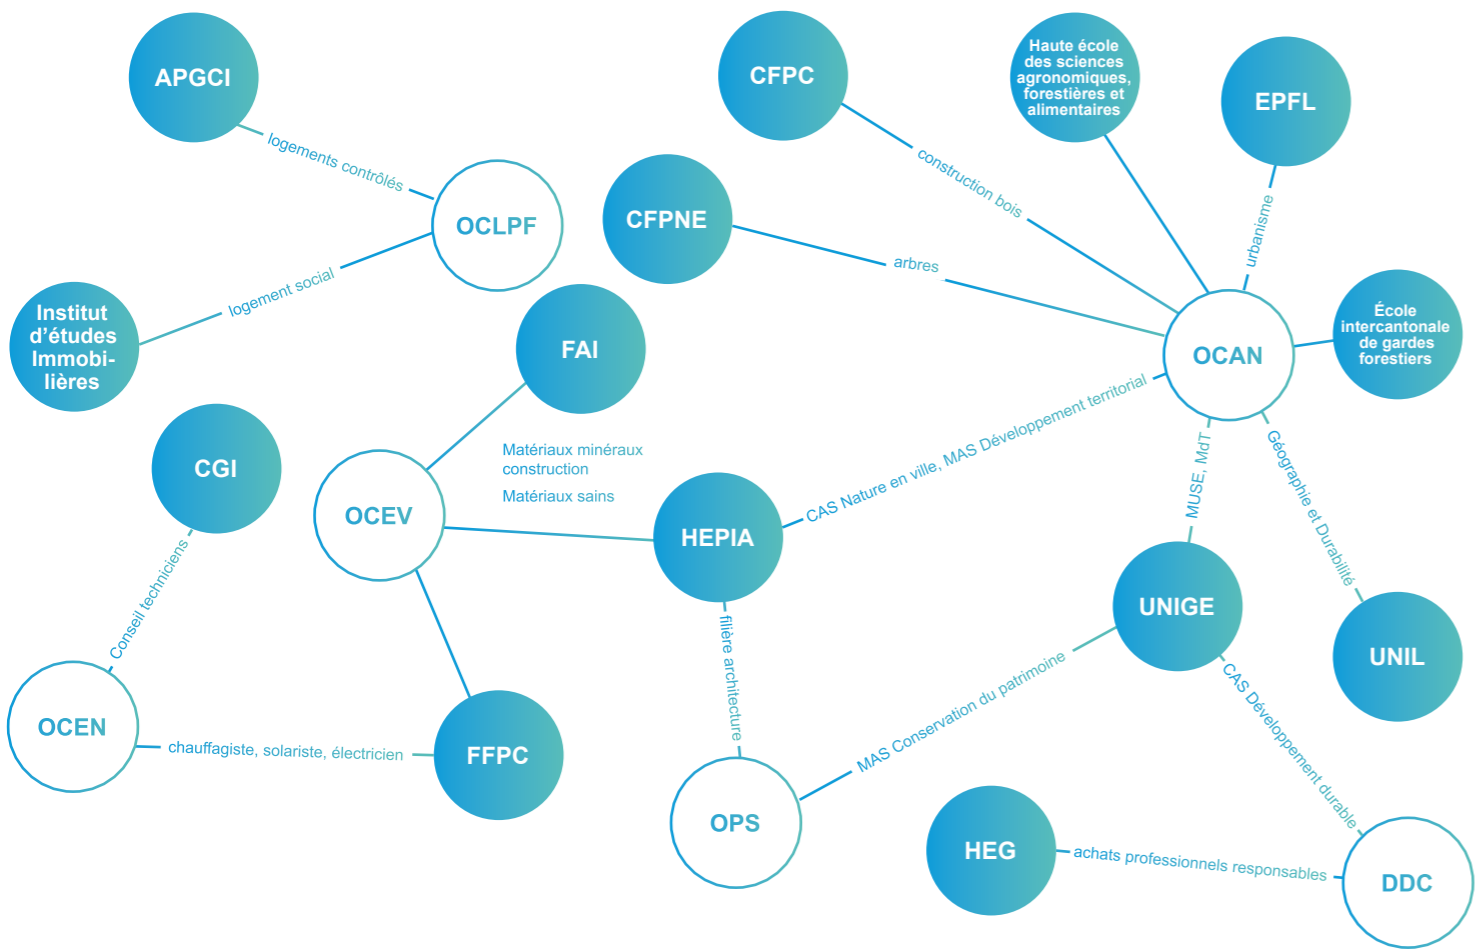 APGCI
CFPC
Haute école
des sciences
agronomiques,
forestières et
alimentaires
EPFL
logements contrôlés
construction bois
urbanisme
OCLPF
CFPNE
arbres
logement social
Institut
d’études
Immobi-
lières
FAI
OCAN
École
intercantonale
de gardes
forestiers
CGI
Matériaux minéraux
construction
Matériaux sains
CAS Nature en ville, MAS Développement territorial
MUSE, MdT
Géographie et Durabilité
OCEV
HEPIA
Conseil techniciens
UNIGE
UNIL
filière architecture
MAS Conservation du patrimoine
CAS Développement durable
OCEN
chauffagiste, solariste, électricien
FFPC
OPS
HEG
achats professionnels responsables
DDC